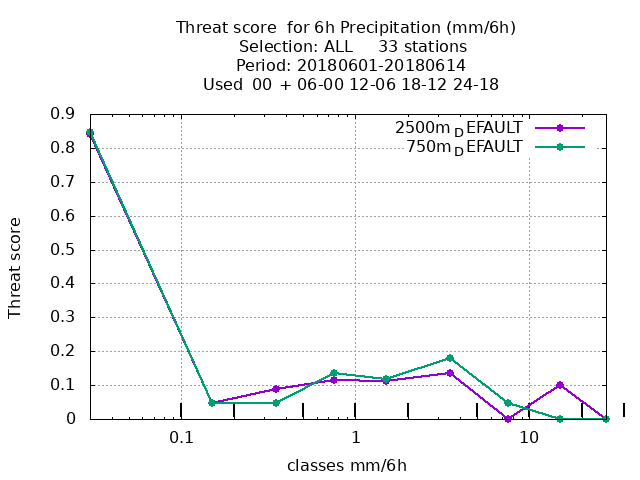 Threat score  for 6h Precipitation (mm/6h)
Selection: ALL     33 stations
Period: 20180601-20180614
Used  00  + 06-00 12-06 18-12 24-18
2500mDEFAULT
750mDEFAULT
0.9
0.8
0.7
0.6
0.5
0.4
0.3
0.2
0.1
0
Threat score
0.1
1
10
classes mm/6h